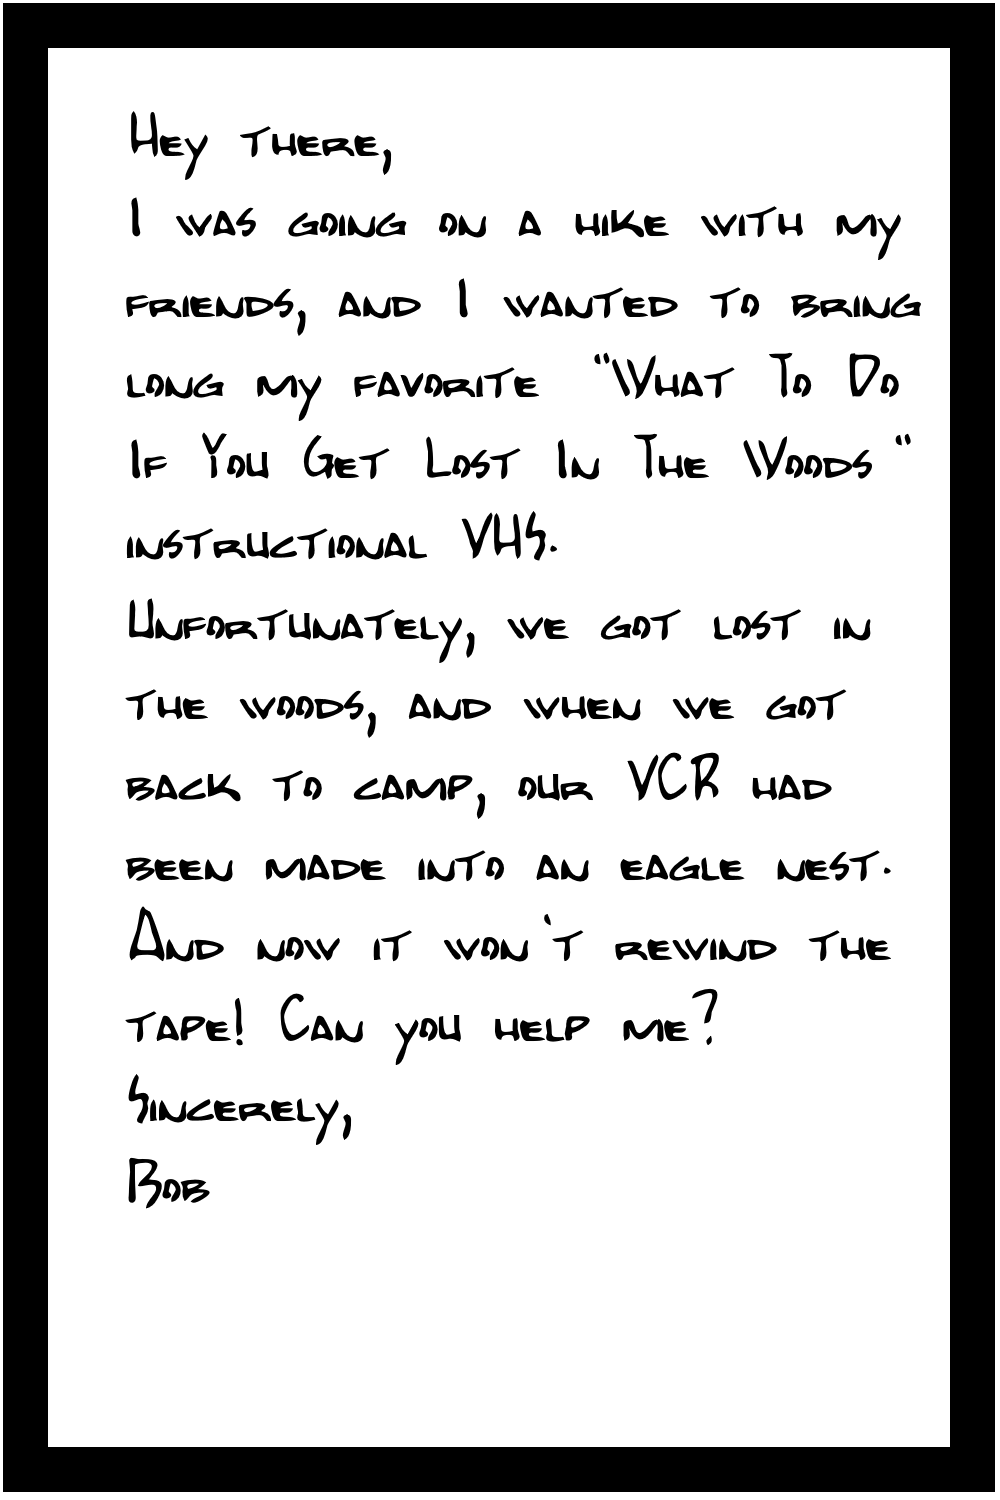 Hey there,
I was going on a hike with my
friends, and I wanted to bring
long my favorite "What To Do
If You Get Lost In The Woods "
instructional VHS.
Unfortunately, we got lost in
the woods, and when we got
back to camp, our VCR had
been made into an eagle nest.
And now it won't rewind the
tape! Can you help me?
Sincerely,
Bob